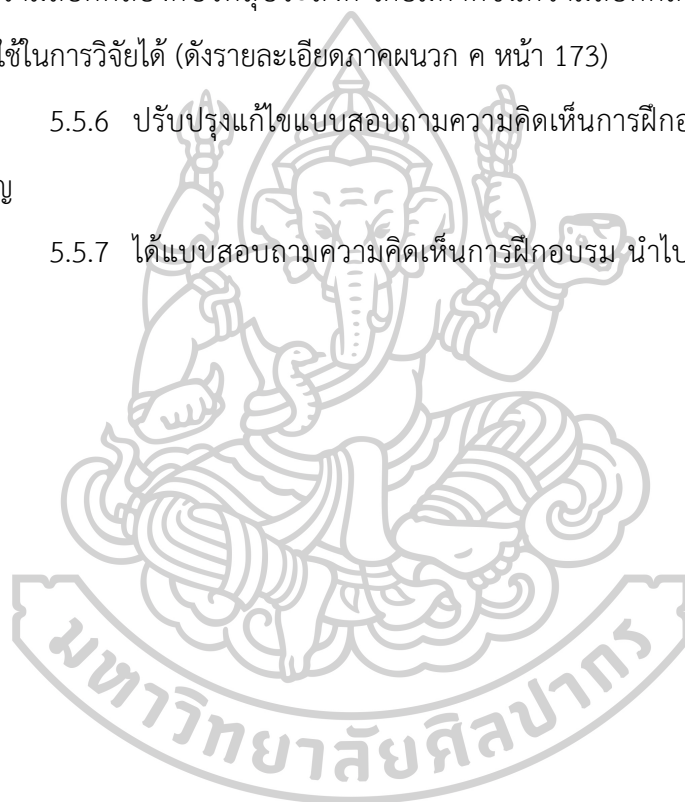 ใช้ในการวิจัยได้ (ดังรายละเอียดภาคผนวก ค หน้า 173)
5.5.6 ปรับปรุงแก้ไขแบบสอบถามความคิดเห็นการฝึกอ
ญ
5.5.7 ได้แบบสอบถามความคิดเห็นการฝึกอบรม นำไป
มหาวิทยาลัยศิลปากร